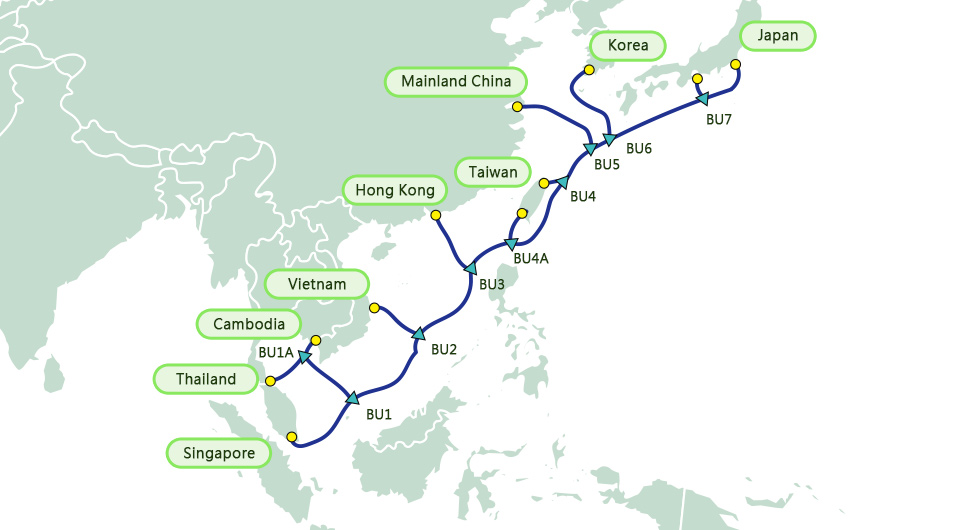 Japan
Korea
Mainland China
BU7
BU6
BU5
Taiwan
Hong Kong
BU4
BU4A
Vietnam
BU3
Cambodia
BU1A
BU2
Thailand
BU1
Singapore